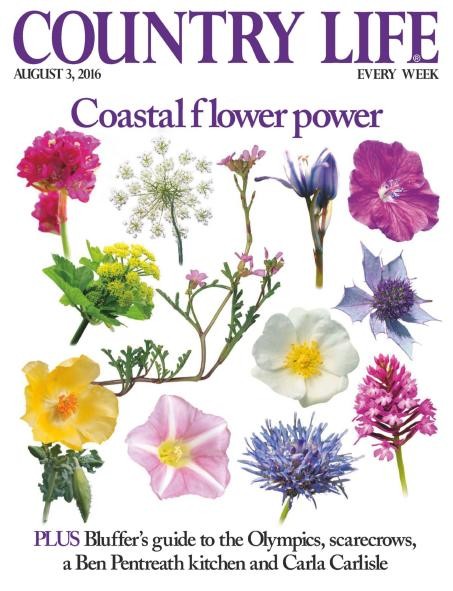 COUNTRY LIFE®
AUGUST 3, 2016 EVERY WEEK
Coastal flower power
PLUS Bluffer's guide to the Olympics, scarecrows,
a Ben Pentreath kitchen and Carla Carlisle